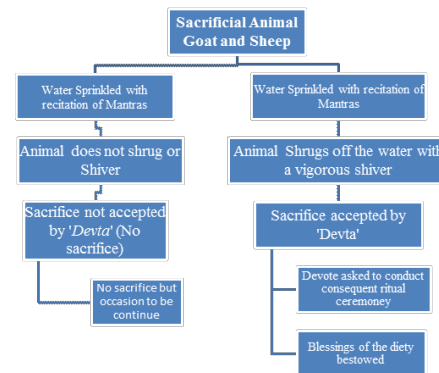 Sacrificial Animal
Goat and Sheep
Water Sprinkled with
recitation of Mantras
Animal does not shrug or
Shiver
Sacrifice not accepted
by 'Devta' (No
sacrifice)
No sacrifice but
occasion to be
continue
Water Sprinkled with recitation of
Mantras
Animal Shrugs off the water with
a vigorous shiver
Sacrifice accepted by
'Devta'
Devote asked to conduct
consequent ritual
ceremoney
Blessings of the diety
bestowed